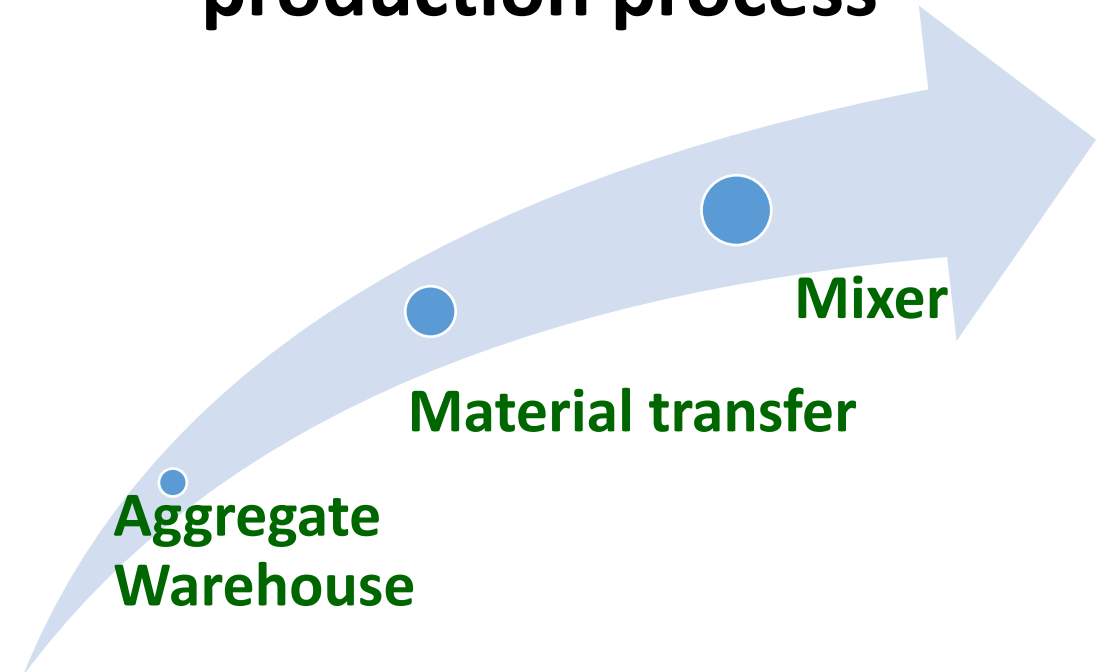 production process
Mixer
Material transfer
Aggregate
Warehouse